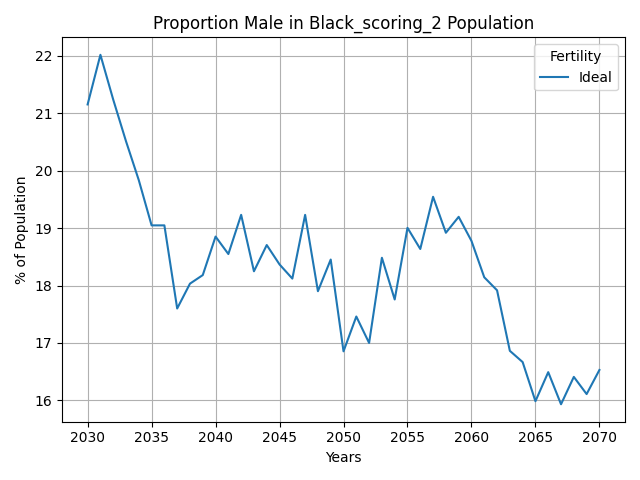 Proportion Male in Black_scoring_2 Population
Fertility
Ideal
22
21
20
19
18
17
16
% of Population
2030 2035 2040 2045 2050 2055 2060 2065 2070
Years